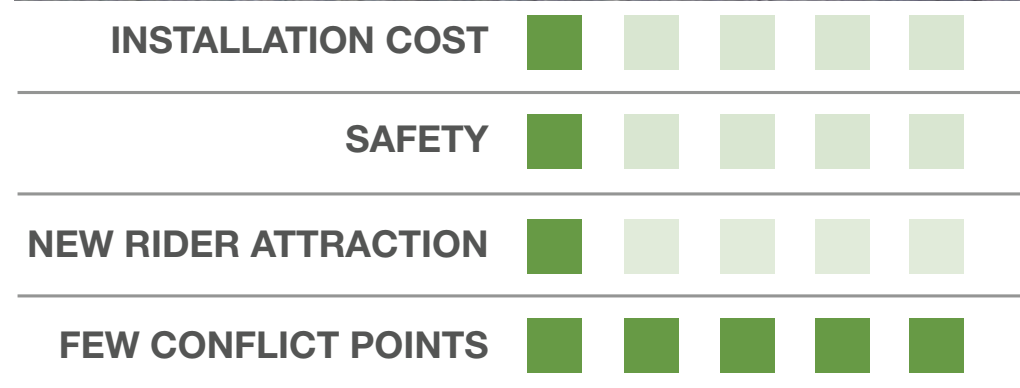 INSTALLATION COST
SAFETY
NEW RIDER ATTRACTION
FEW CONFLICT POINTS